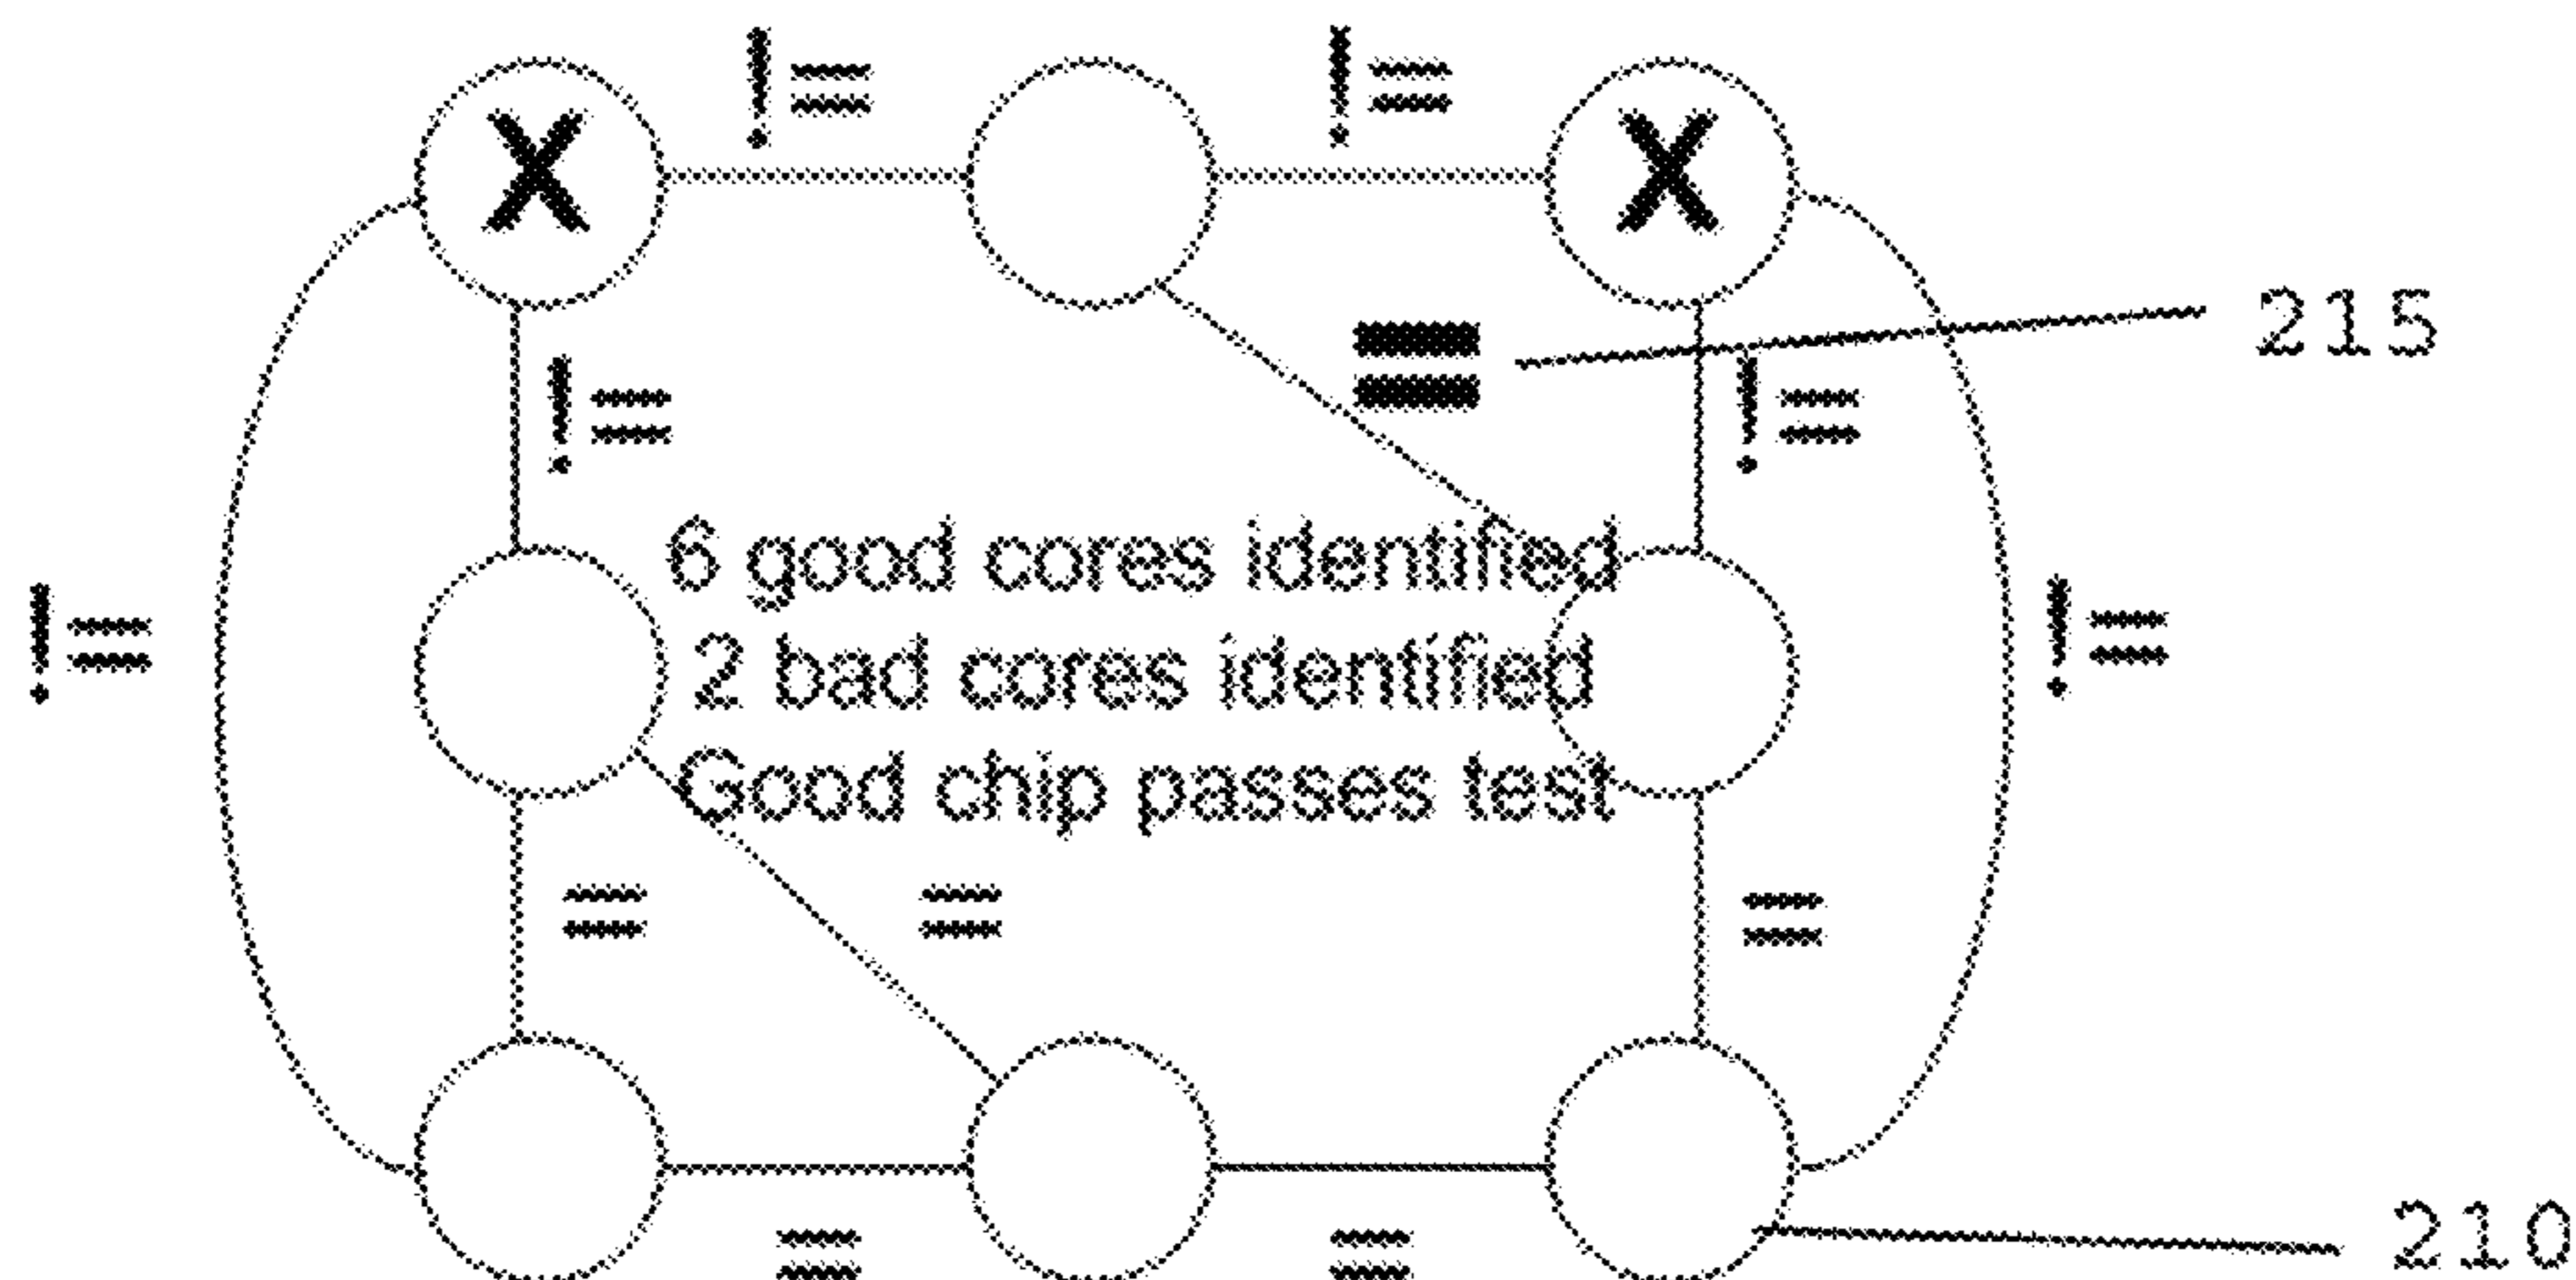 != !=
X X
= 215
!= !=
6 good cores identified
!= 2 bad cores identified !=
Good chip passes test
= = =
= =
210